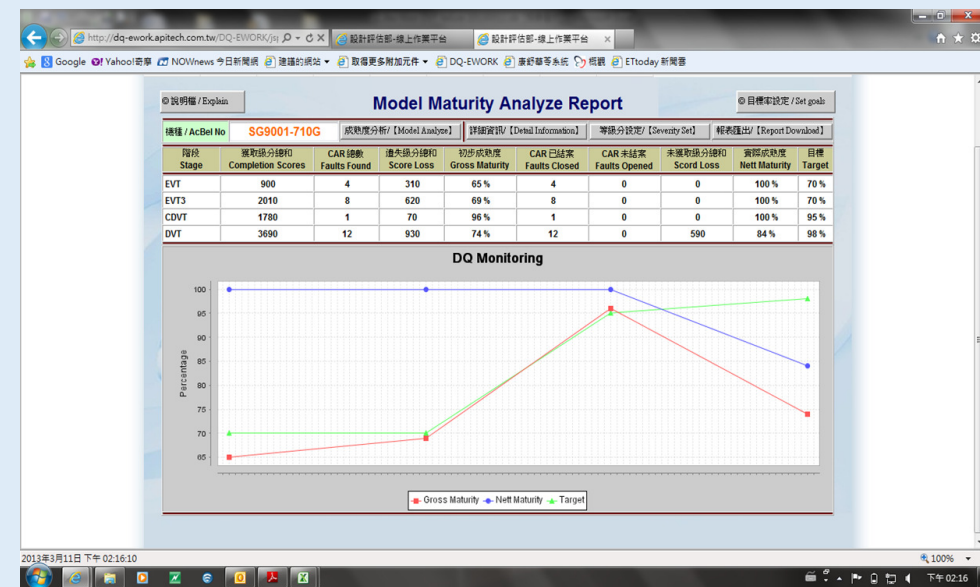 http://dq-ework.apitech.com.tw/DQ-EWORK/js
設計評估部-線上作業平台
設計評估部-線上作業平台
Google
Yahoo!奇摩
NOWnews 今日新聞網
建議的網站
取得更多附加元件
DQ-EWORK
康舒華苓系統
概觀
ETtoday 新聞雲
◎ 說明檔 / Explain
Model Maturity Analyze Report
◎ 目標率設定 / Set goals
機種 / AcBel No SG9001-710G 成熟度分析/【Model Analyze】 詳細資訊/【Detail Information】 等級分設定/【Severity Set】 報表匯出/【Report Download】
階段 獲取級分總和 CAR 總數 遺失級分總和 初步成熟度 CAR 已結案 CAR 未結案 未獲取級分總和 實際成熟度 目標
Stage Completion Scores Faults Found Score Loss Gross Maturity Faults Closed Faults Opened Scord Loss Nett Maturity Target
EVT 900 4 310 65 % 4 0 0 100 % 70 %
EVT3 2010 8 620 69 % 8 0 0 100 % 70 %
CDVT 1780 1 70 96 % 1 0 0 100 % 95 %
DVT 3690 12 930 74 % 12 0 590 84 % 98 %
DQ Monitoring
Percentage
100
95
90
85
80
75
70
65
Gross Maturity Nett Maturity Target
2013年3月11日 下午 02:16:10
100%
下午 02:16